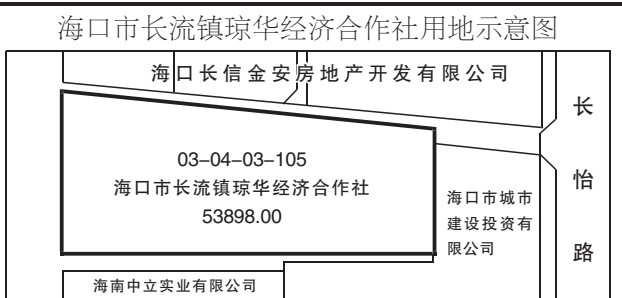 海口市长流镇琼华经济合作社用地示意图
海口长信金安房地产开发有限公司
03-04-03-105
海口市长流镇琼华经济合作社
53898.00
海口市城市
建设投资有
限公司
长
怡
路
海南中立实业有限公司